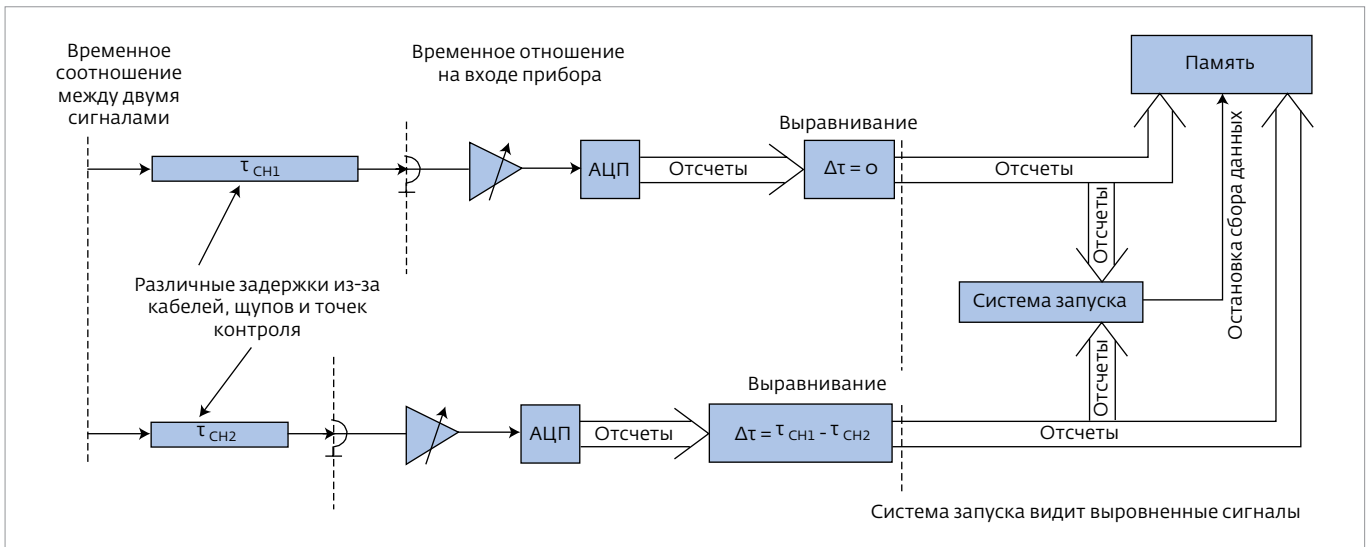 Временное
соотношение
между двумя
сигналами
Временное отношение
на входе прибора
Память
Выравнивание
τ CH1
АЦП
Отсчеты
Δτ = 0
Отсчеты
Отсчеты
Остановка сбора данных
Различные задержки из-за
кабелей, щупов и точек
контроля
Система запуска
Отсчеты
Выравнивание
τ CH2
АЦП
Отсчеты
Δτ = τ CH1 - τ CH2
Отсчеты
Система запуска видит выровненные сигналы